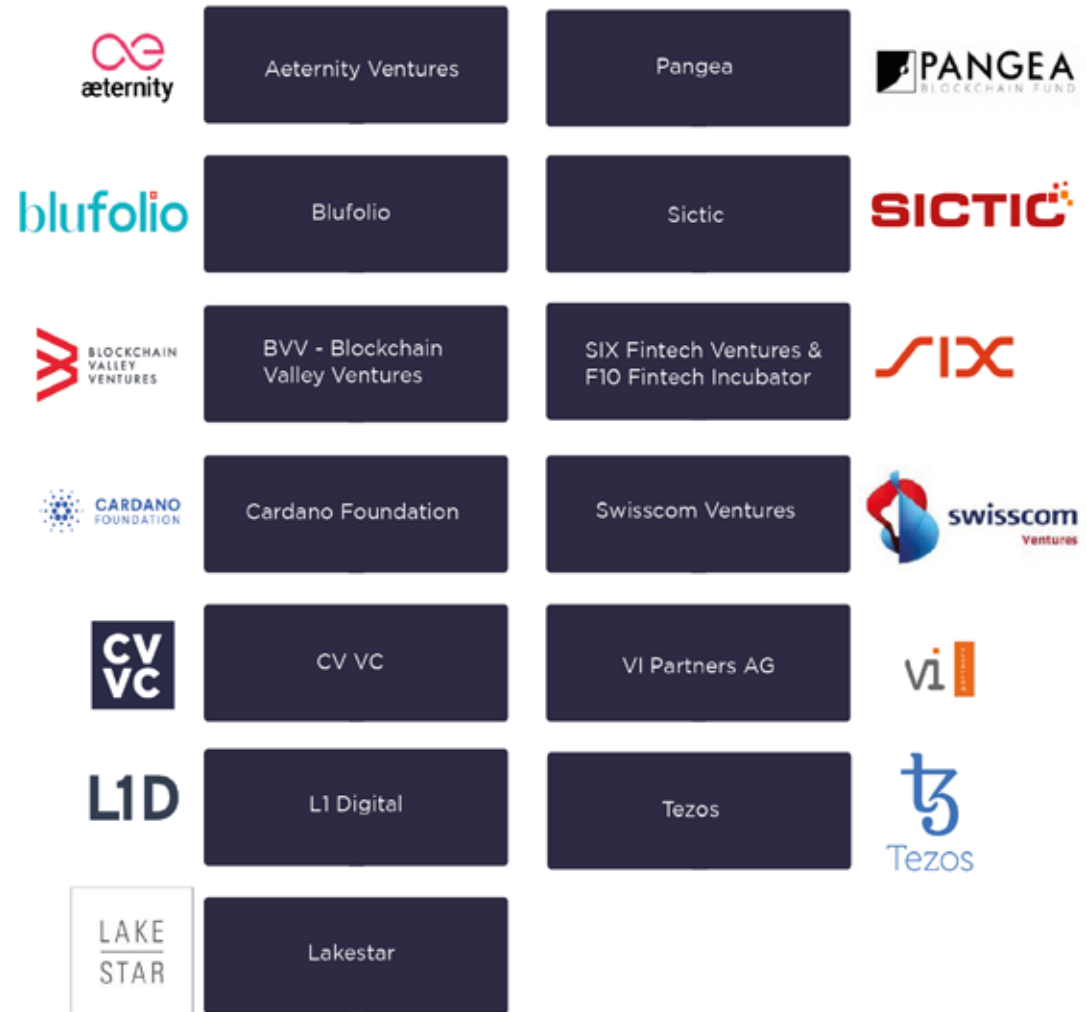 æternity
Aeternity Ventures
Pangea
PANGEA
BLOCKCHAIN FUND
blufolio
Blufolio
Sictic
SICTIC
BLOCKCHAIN
VALLEY
VENTURES
BVV - Blockchain
Valley Ventures
SIX Fintech Ventures &
F10 Fintech Incubator
SIX
CARDANO
FOUNDATION
Cardano Foundation
Swisscom Ventures
swisscom
Ventures
CV
VC
CV VC
VI Partners AG
vi
partners
L1D
L1 Digital
Tezos
Tezos
LAKE
STAR
Lakestar